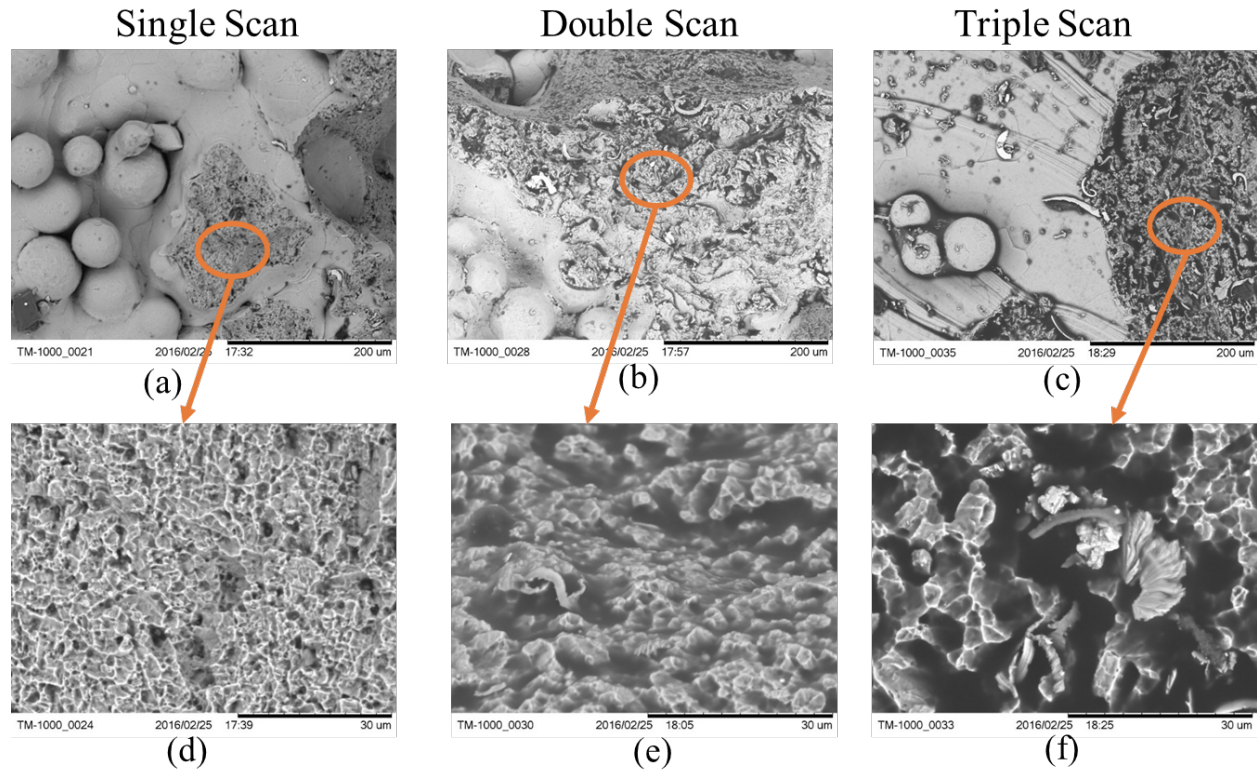 Single Scan
Double Scan
Triple Scan
TM-1000_0021 2016/02/25 17:32 200 um
TM-1000_0028 2016/02/25 17:57 200 um
TM-1000_0035 2016/02/25 18:29 200 um
(a)
(b)
(c)
TM-1000_0024 2016/02/25 17:39 30 um
TM-1000_0030 2016/02/25 18:05 30 um
TM-1000_0033 2016/02/25 18:25 30 um
(d)
(e)
(f)